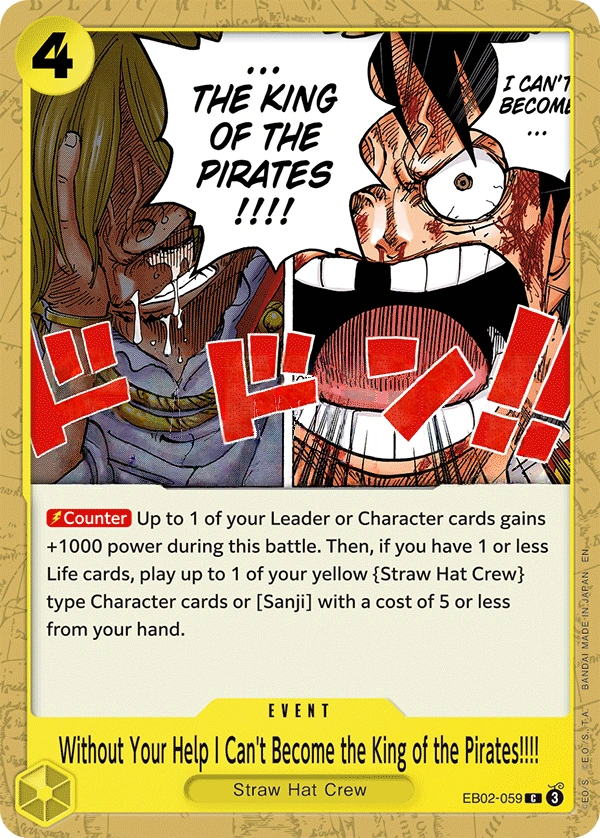 4
...
THE KING
OF THE
PIRATES
!!!!
I CAN'T
BECOME
...
ドドン!!
Counter Up to 1 of your Leader or Character cards gains
+1000 power during this battle. Then, if you have 1 or less
Life cards, play up to 1 of your yellow {Straw Hat Crew}
type Character cards or [Sanji] with a cost of 5 or less
from your hand.
EVENT
Without Your Help I Can't Become the King of the Pirates!!!!
Straw Hat Crew
EB02-059 C 3
©E.O.S. ©E.O.S.,T.A. BANDAI MADE IN JAPAN EN